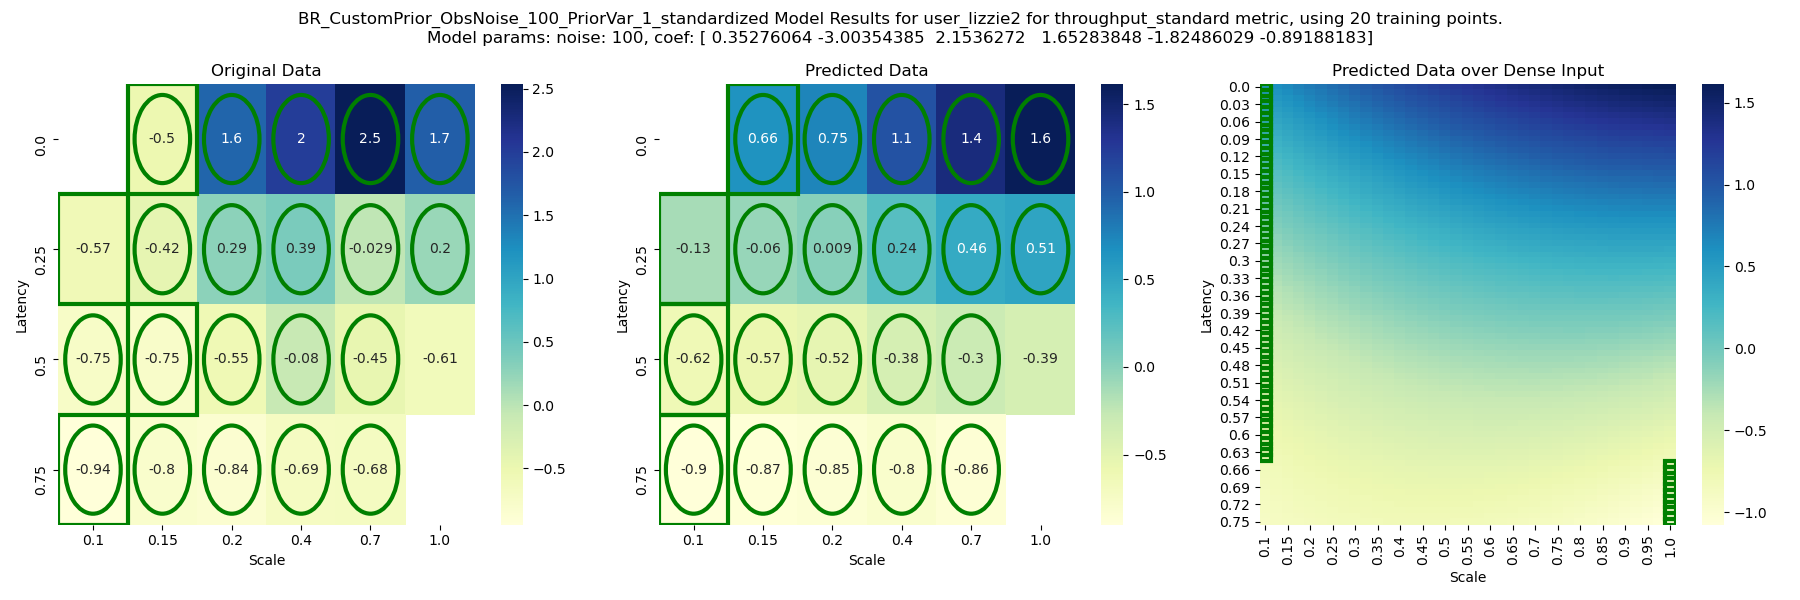 BR_CustomPrior_ObsNoise_100_PriorVar_1_standardized Model Results for user_lizzie2 for throughput_standard metric, using 20 training points.
Model params: noise: 100, coef: [ 0.35276064 -3.00354385  2.1536272   1.65283848 -1.82486029 -0.89188183]
Original Data
Latency
0.0
0.25
0.5
0.75
-0.5 1.6 2 2.5 1.7
-0.57 -0.42 0.29 0.39 -0.029 0.2
-0.75 -0.75 -0.55 -0.08 -0.45 -0.61
-0.94 -0.8 -0.84 -0.69 -0.68
0.1 0.15 0.2 0.4 0.7 1.0
Scale
2.5
2.0
1.5
1.0
0.5
0.0
−0.5
Predicted Data
Latency
0.0
0.25
0.5
0.75
0.66 0.75 1.1 1.4 1.6
-0.13 -0.06 0.009 0.24 0.46 0.51
-0.62 -0.57 -0.52 -0.38 -0.3 -0.39
-0.9 -0.87 -0.85 -0.8 -0.86
0.1 0.15 0.2 0.4 0.7 1.0
Scale
1.5
1.0
0.5
0.0
−0.5
Predicted Data over Dense Input
Latency
0.0
0.03
0.06
0.09
0.12
0.15
0.18
0.21
0.24
0.27
0.3
0.33
0.36
0.39
0.42
0.45
0.48
0.51
0.54
0.57
0.6
0.63
0.66
0.69
0.72
0.75
0.1 0.15 0.2 0.25 0.3 0.35 0.4 0.45 0.5 0.55 0.6 0.65 0.7 0.75 0.8 0.85 0.9 0.95 1.0
Scale
1.5
1.0
0.5
0.0
−0.5
−1.0